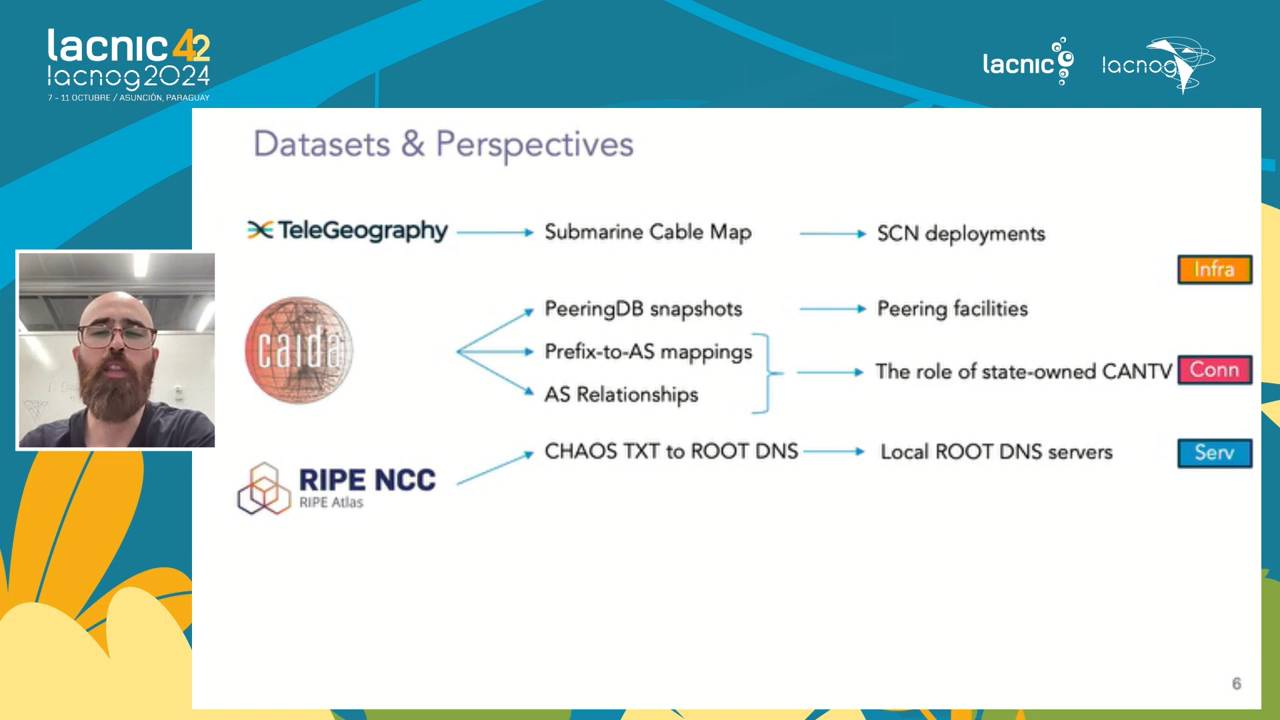 lacnic 42
lacnog2024
7 - 11 OCTUBRE / ASUNCIÓN, PARAGUAY
lacnic
lacnog
Datasets & Perspectives
TeleGeography
Submarine Cable Map
SCN deployments
Infra
caida
PeeringDB snapshots
Peering facilities
Prefix-to-AS mappings
The role of state-owned CANTV
Conn
AS Relationships
CHAOS TXT to ROOT DNS
Local ROOT DNS servers
Serv
RIPE NCC
RIPE Atlas
6